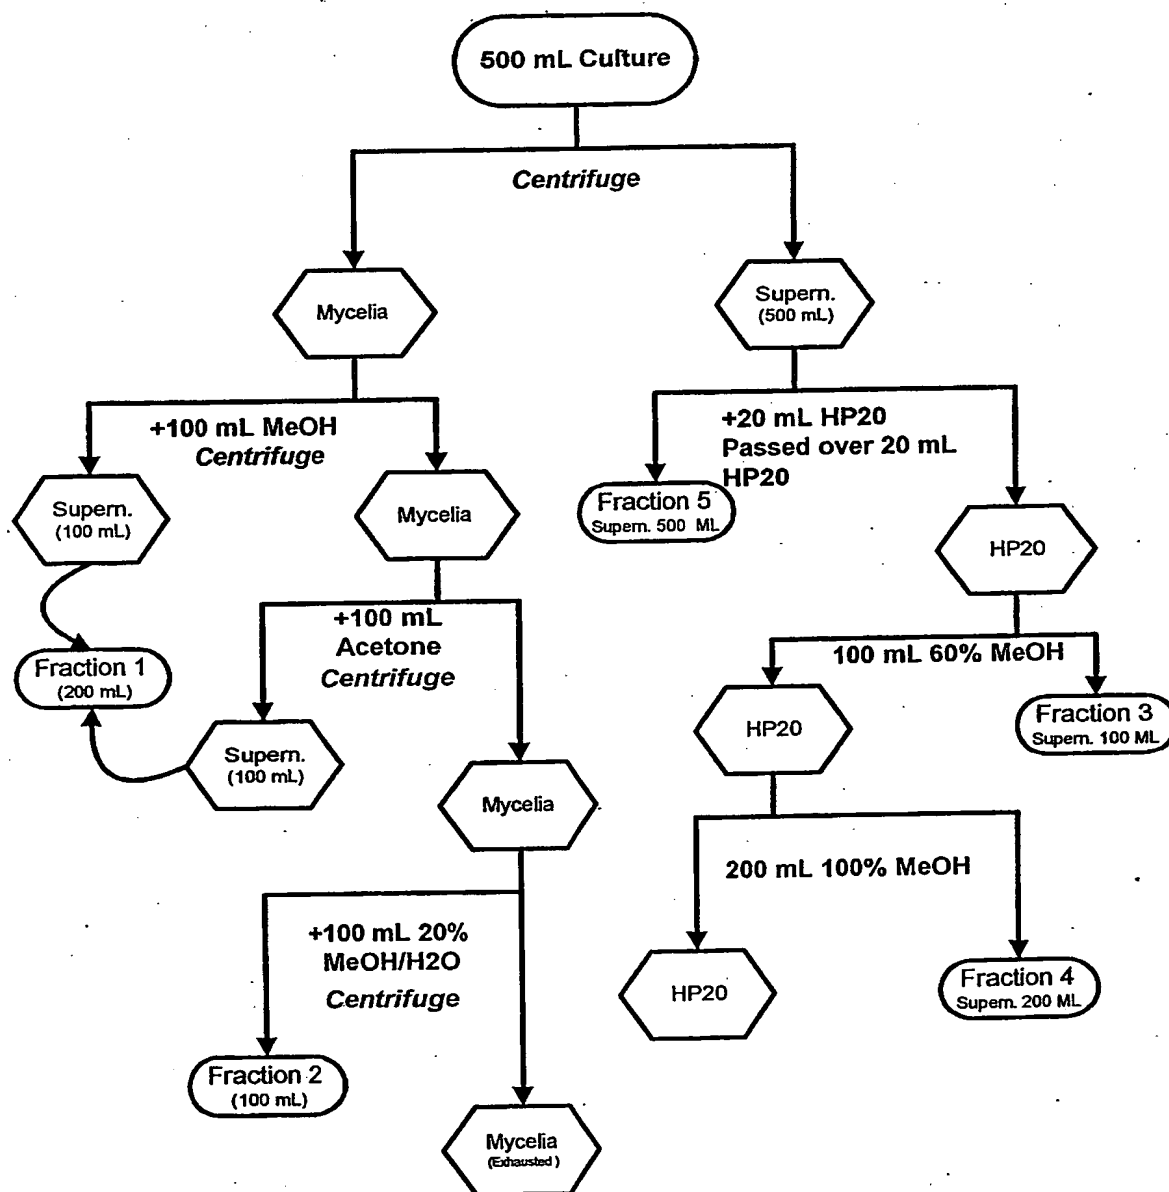 500 mL Culture
Centrifuge
Mycelia
Supern.
(500 mL)
+100 mL MeOH
Centrifuge
+20 mL HP20
Passed over 20 mL
HP20
Supern.
(100 mL)
Mycelia
Fraction 5
Supern. 500 ML
HP20
+100 mL
Acetone
Centrifuge
Fraction 1
(200 mL)
100 mL 60% MeOH
Supern.
(100 mL)
HP20
Fraction 3
Supern. 100 ML
Mycelia
200 mL 100% MeOH
+100 mL 20%
MeOH/H2O
Centrifuge
HP20
Fraction 4
Supern. 200 ML
Fraction 2
(100 mL)
Mycelia
(Exhausted )